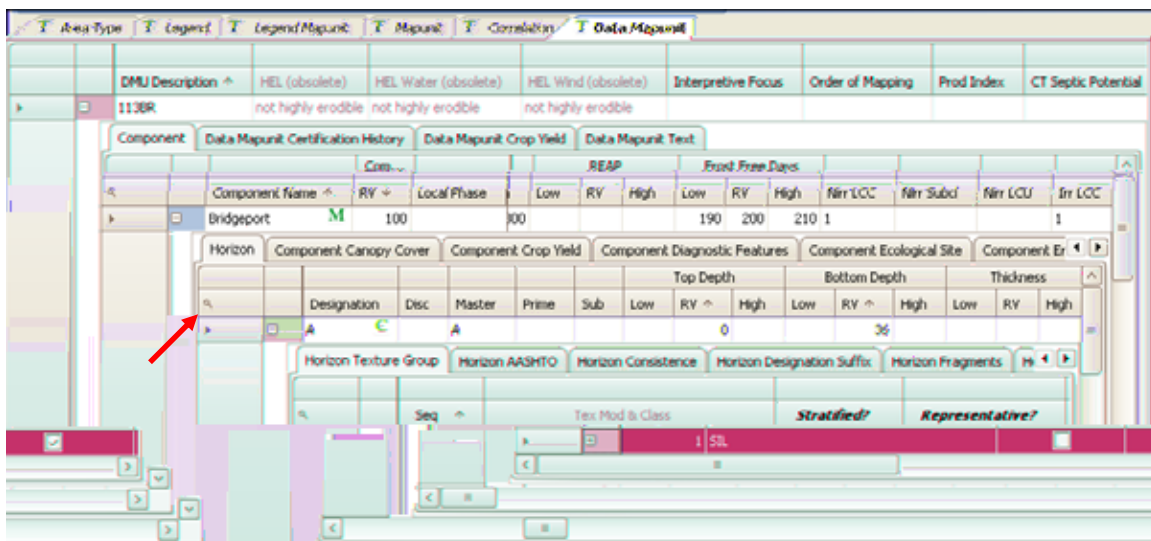 Area Type Legend Legend Mapunit Mapunit Correlation Data Mapunit
DMU Description HEL (obsolete) HEL Water (obsolete) HEL Wind (obsolete) Interpretive Focus Order of Mapping Prod Index CT Septic Potential
113BR not highly erodible not highly erodible not highly erodible
Component Data Mapunit Certification History Data Mapunit Crop Yield Data Mapunit Text
Com... REAP Frost Free Days
Component Name RV Local Phase Low RV High Low RV High Nirr LCC Nirr Subcl Nirr LCU Irr LCC
Bridgeport M 100 190 200 210 1 1
Horizon Component Canopy Cover Component Crop Yield Component Diagnostic Features Component Ecological Site Component Er
Top Depth Bottom Depth Thickness
Designation Disc Master Prime Sub Low RV High Low RV High Low RV High
A C A 0 36
Horizon Texture Group Horizon AASHTO Horizon Consistence Horizon Designation Suffix Horizon Fragments
Seq Tex Mod & Class Stratified? Representative?
1 SIL